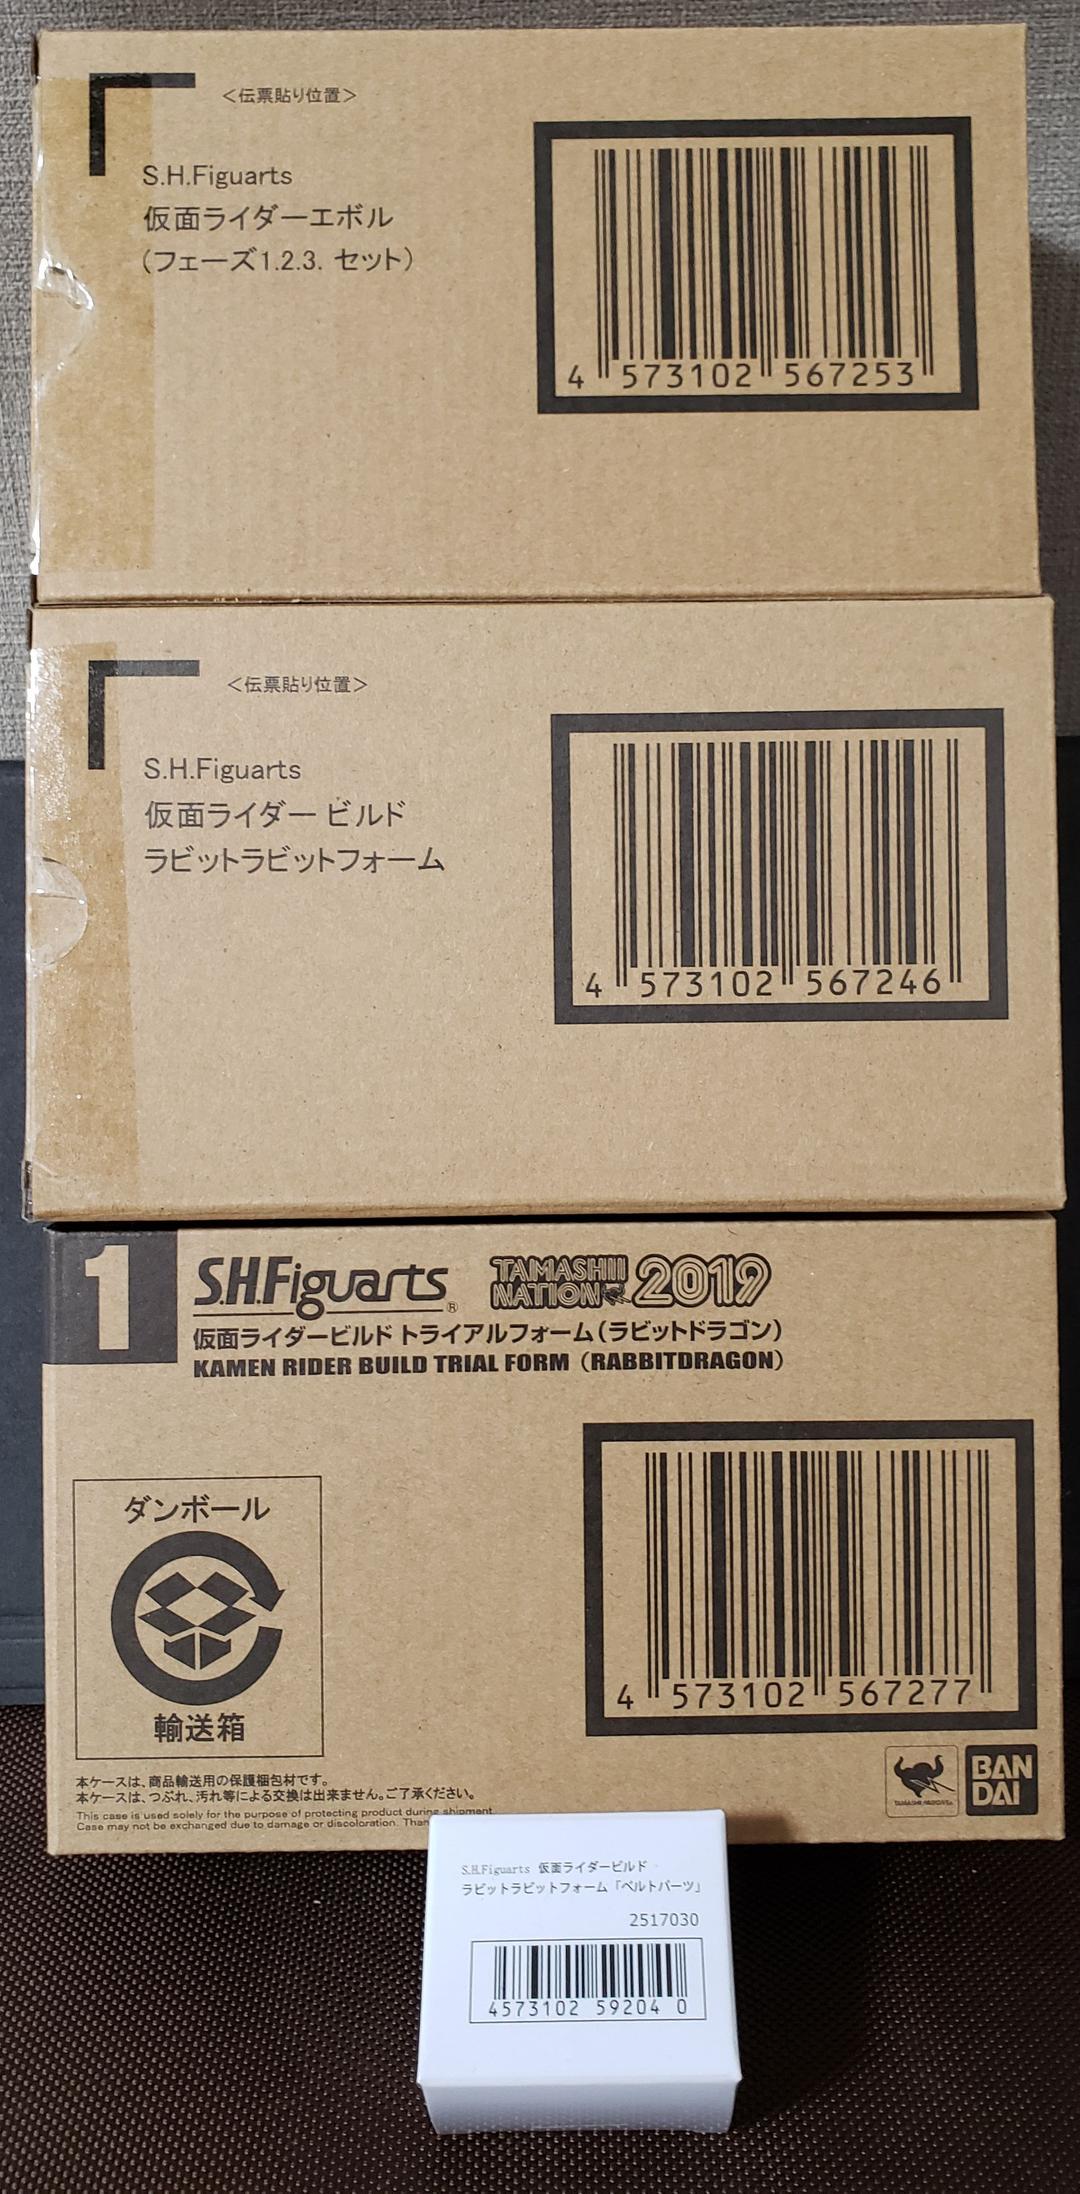 <伝票貼り位置>
S.H.Figuarts
仮面ライダーエボル
(フェーズ1.2.3. セット)
4 573102 567253
<伝票貼り位置>
S.H.Figuarts
仮面ライダー ビルド
ラビットラビットフォーム
4 573102 567246
1
S.H.Figuarts® TAMASHII NATION 2019
仮面ライダービルド トライアルフォーム(ラビットドラゴン)
KAMEN RIDER BUILD TRIAL FORM (RABBITDRAGON)
ダンボール
輸送箱
4 573102 567277
本ケースは、商品輸送用の保護梱包材です。
本ケースは、つぶれ、汚れ等による交換は出来ません。ご了承ください。
This case is used solely for the purpose of protecting product during shipment.
Case may not be exchanged due to damage or discoloration. Than
TAMASHII NATIONS
BAN
DAI
S.H.Figuarts 仮面ライダービルド
ラビットラビットフォーム「ベルトパーツ」
2517030
4573102 59204 0